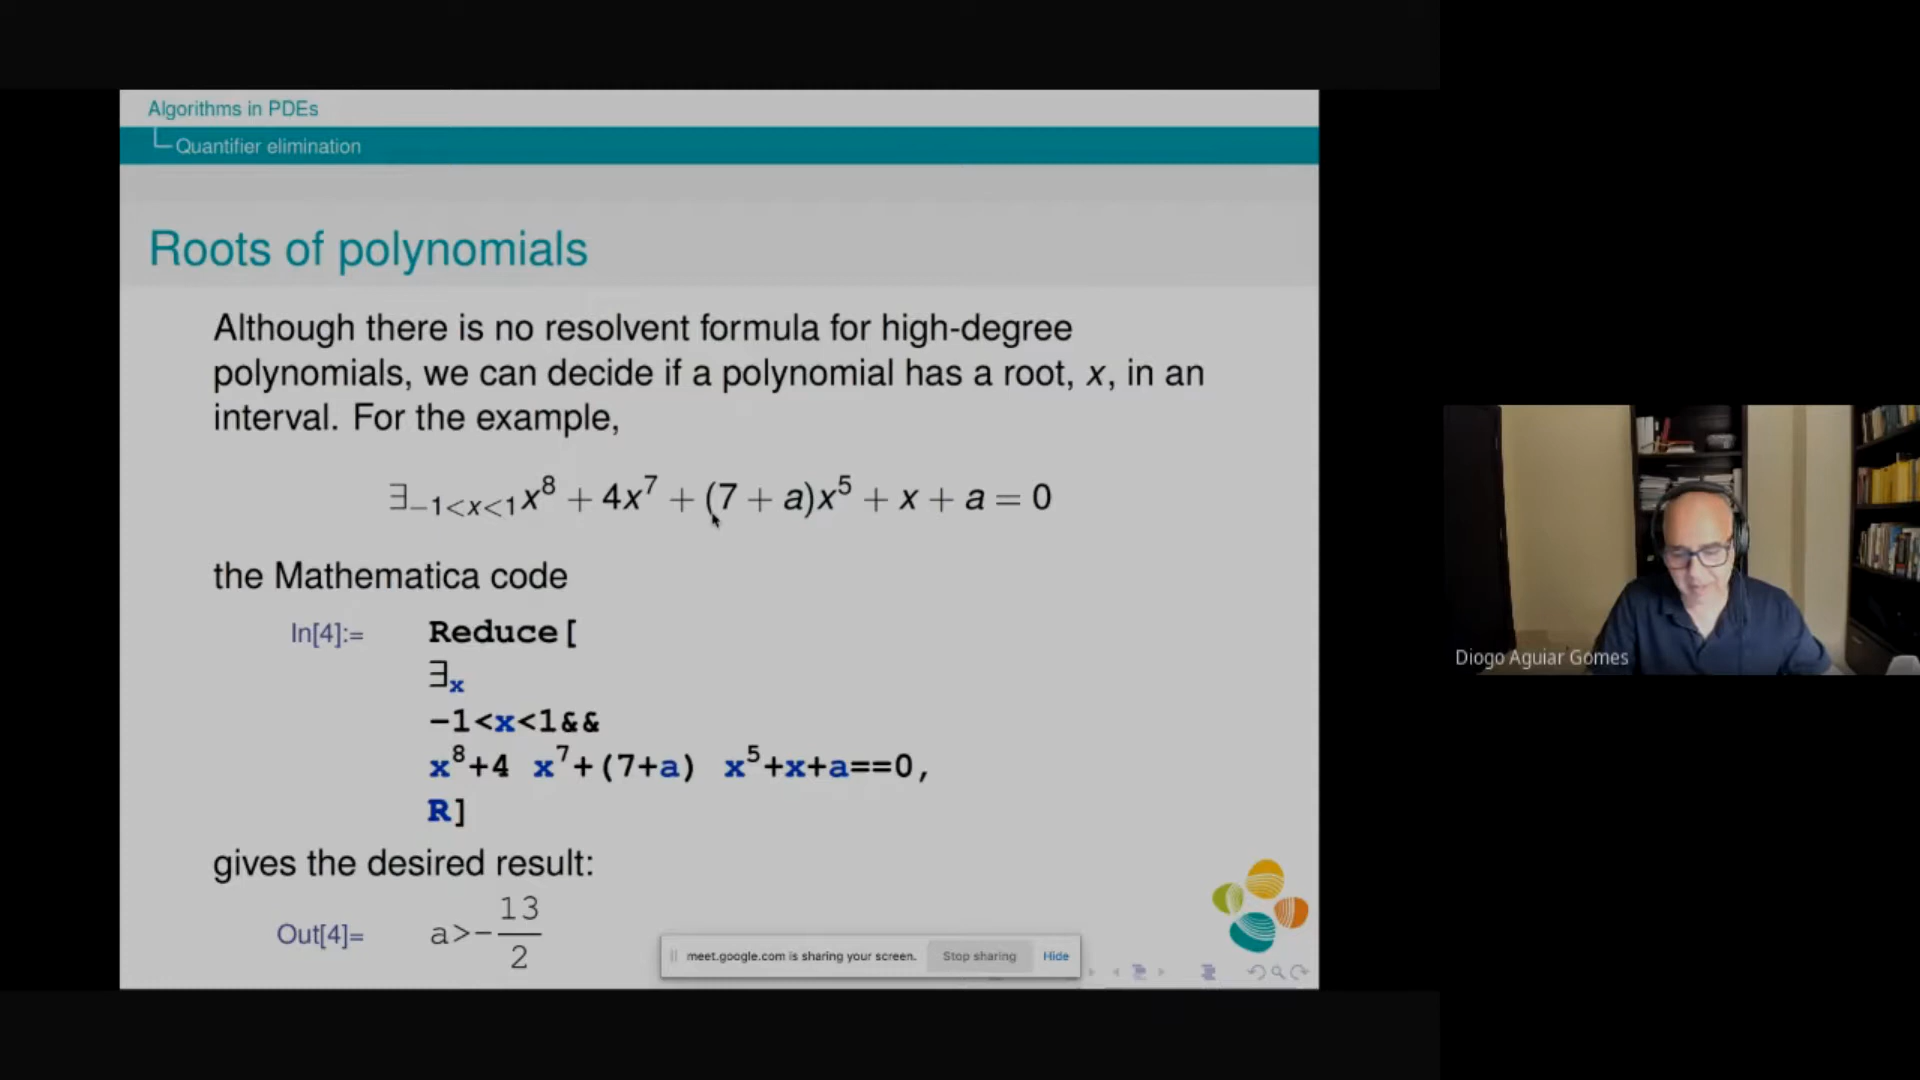 Algorithms in PDEs
Quantifier elimination
Roots of polynomials
Although there is no resolvent formula for high-degree
polynomials, we can decide if a polynomial has a root, x, in an
interval. For the example,
∃₋₁<ₓ<₁x⁸ + 4x⁷ + (7 + a)x⁵ + x + a = 0
the Mathematica code
In[4]:= Reduce[
∃ₓ
-1<x<1&&
x⁸+4 x⁷+(7+a) x⁵+x+a==0,
R]
gives the desired result:
Out[4]= a>-13/2
meet.google.com is sharing your screen. Stop sharing Hide
Diogo Aguiar Gomes